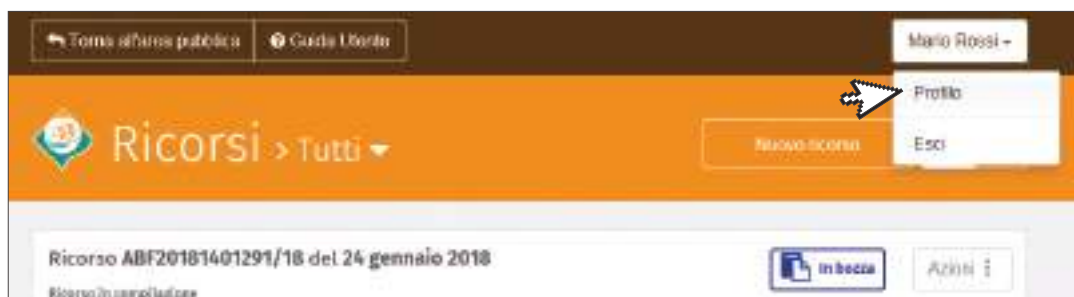 Torna all'area pubblica
Guida Utente
Mario Rossi
Profilo
Esci
Ricorsi > Tutti
Nuovo ricorso
Ricorso ABF20181401291/18 del 24 gennaio 2018
In bozza
Azioni
Ricorso in compilazione